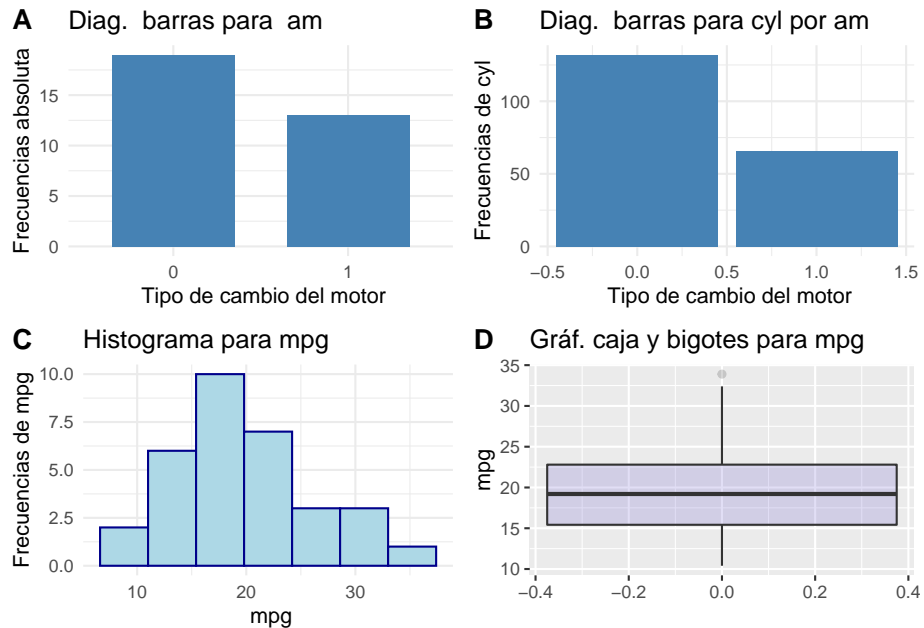 A Diag.  barras para  am
Frecuencias absoluta
15
10
5
0
0 1
Tipo de cambio del motor
B Diag.  barras para cyl por am
Frecuencias de cyl
100
50
0
−0.5 0.0 0.5 1.0 1.5
Tipo de cambio del motor
C Histograma para mpg
Frecuencias de mpg
10.0
7.5
5.0
2.5
0.0
10 20 30
mpg
D Gráf. caja y bigotes para mpg
mpg
35
30
25
20
15
10
−0.4 −0.2 0.0 0.2 0.4